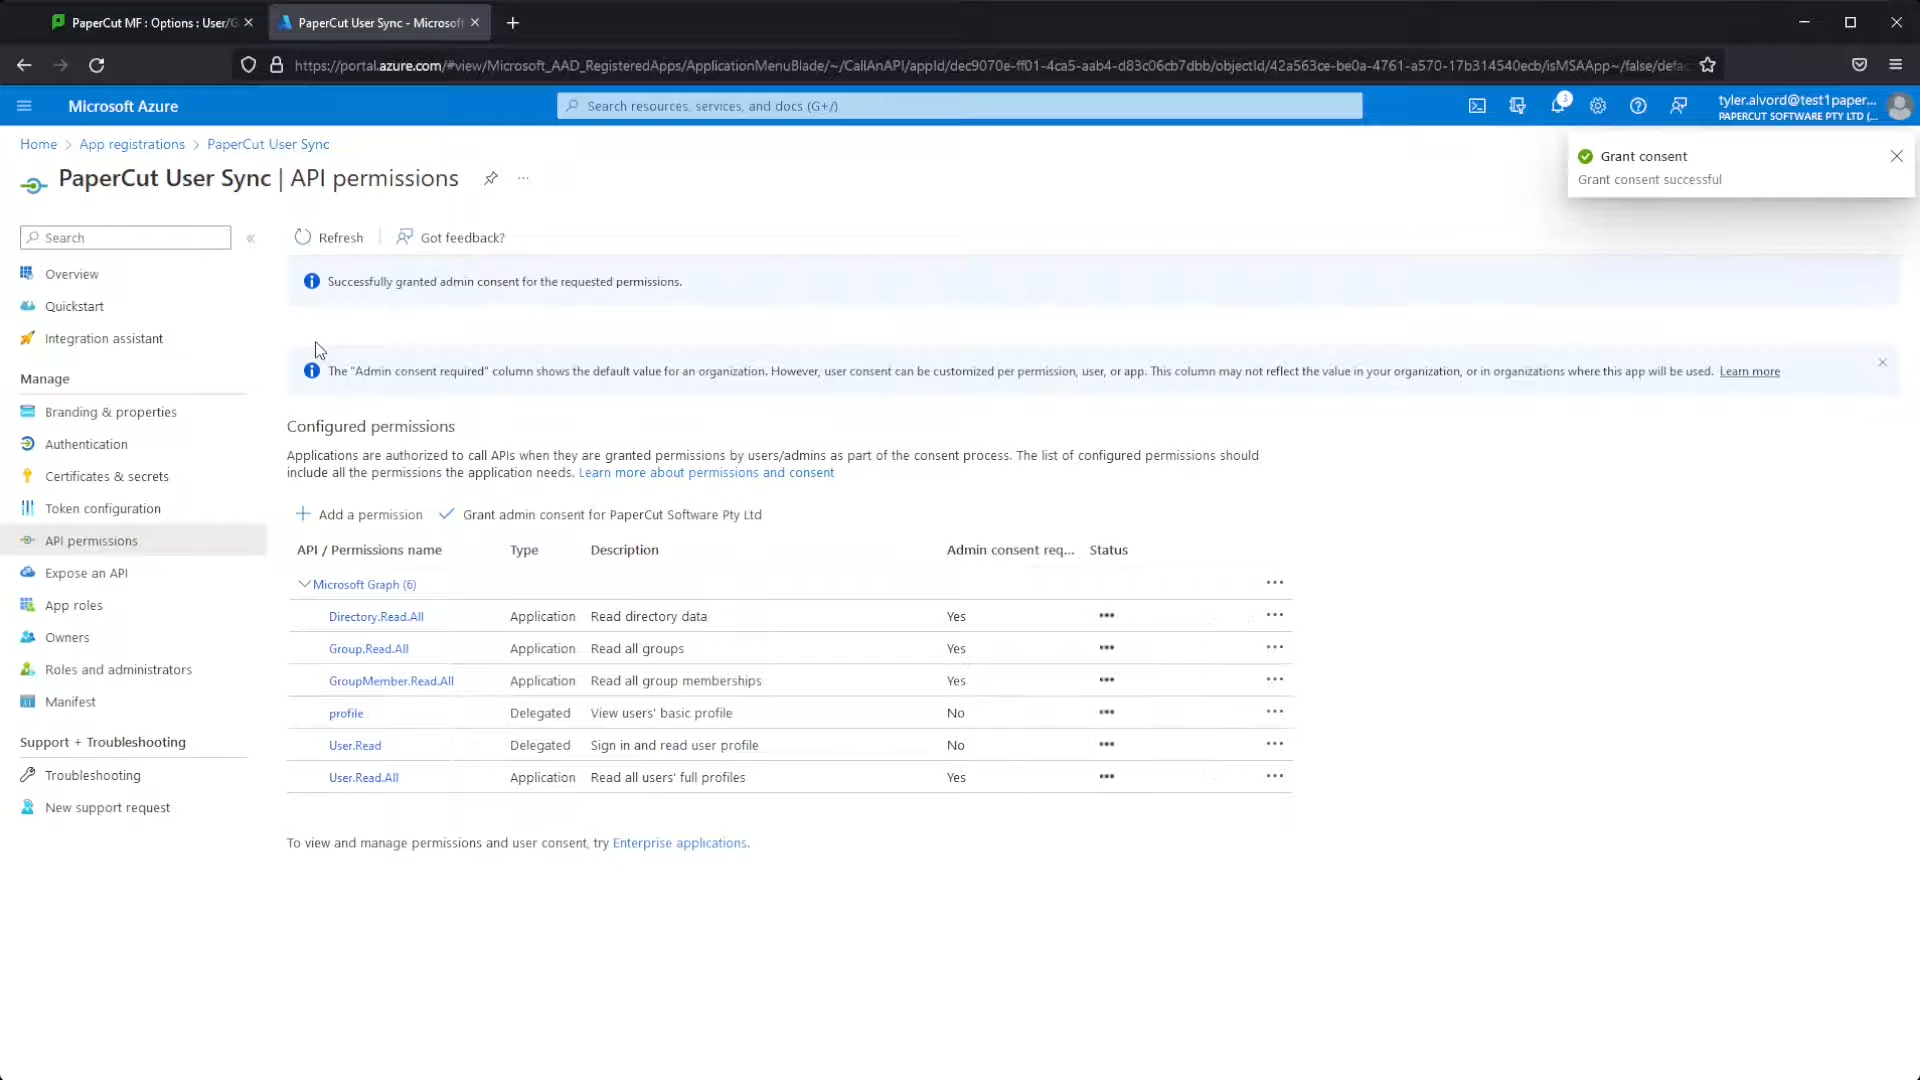 PaperCut MF : Options : User/G
PaperCut User Sync - Microsoft
https://portal.azure.com/#view/Microsoft_AAD_RegisteredApps/ApplicationMenuBlade/~/CallAnAPI/appId/dec9070e-ff01-4ca5-aab4-d83c06cb7dbb/objectId/42a563ce-be0a-4761-a570-17b314540ecb/isMSAApp~/false/defau
Microsoft Azure
Search resources, services, and docs (G+/)
3
tyler.alvord@test1paper...
PAPERCUT SOFTWARE PTY LTD (...
Home > App registrations > PaperCut User Sync
PaperCut User Sync | API permissions
Grant consent
Grant consent successful
Search
Refresh
Got feedback?
Overview
Quickstart
Integration assistant
Manage
Branding & properties
Authentication
Certificates & secrets
Token configuration
API permissions
Expose an API
App roles
Owners
Roles and administrators
Manifest
Support + Troubleshooting
Troubleshooting
New support request
Successfully granted admin consent for the requested permissions.
The "Admin consent required" column shows the default value for an organization. However, user consent can be customized per permission, user, or app. This column may not reflect the value in your organization, or in organizations where this app will be used. Learn more
Configured permissions
Applications are authorized to call APIs when they are granted permissions by users/admins as part of the consent process. The list of configured permissions should
include all the permissions the application needs. Learn more about permissions and consent
Add a permission
Grant admin consent for PaperCut Software Pty Ltd
API / Permissions name Type Description Admin consent req... Status
Microsoft Graph (6)
Directory.Read.All Application Read directory data Yes
Group.Read.All Application Read all groups Yes
GroupMember.Read.All Application Read all group memberships Yes
profile Delegated View users' basic profile No
User.Read Delegated Sign in and read user profile No
User.Read.All Application Read all users' full profiles Yes
To view and manage permissions and user consent, try Enterprise applications.